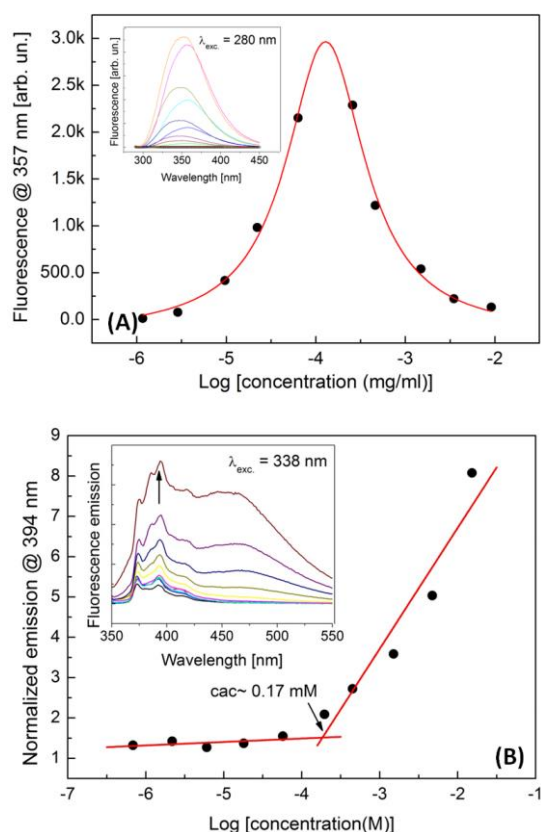 3.0k
2.5k
2.0k
1.5k
1.0k
500.0
0.0
Fluorescence @ 357 nm [arb. un.]
Fluorescence [arb. un.]
λexc. = 280 nm
300 350 400 450
Wavelength [nm]
(A)
-6 -5 -4 -3 -2
Log [concentration (mg/ml)]
9
8
7
6
5
4
3
2
1
0
Normalized emission @ 394 nm
Fluorescence emission
λexc. = 338 nm
350 400 450 500 550
Wavelength [nm]
cac~ 0.17 mM
(B)
-7 -6 -5 -4 -3 -2 -1
Log [concentration(M)]